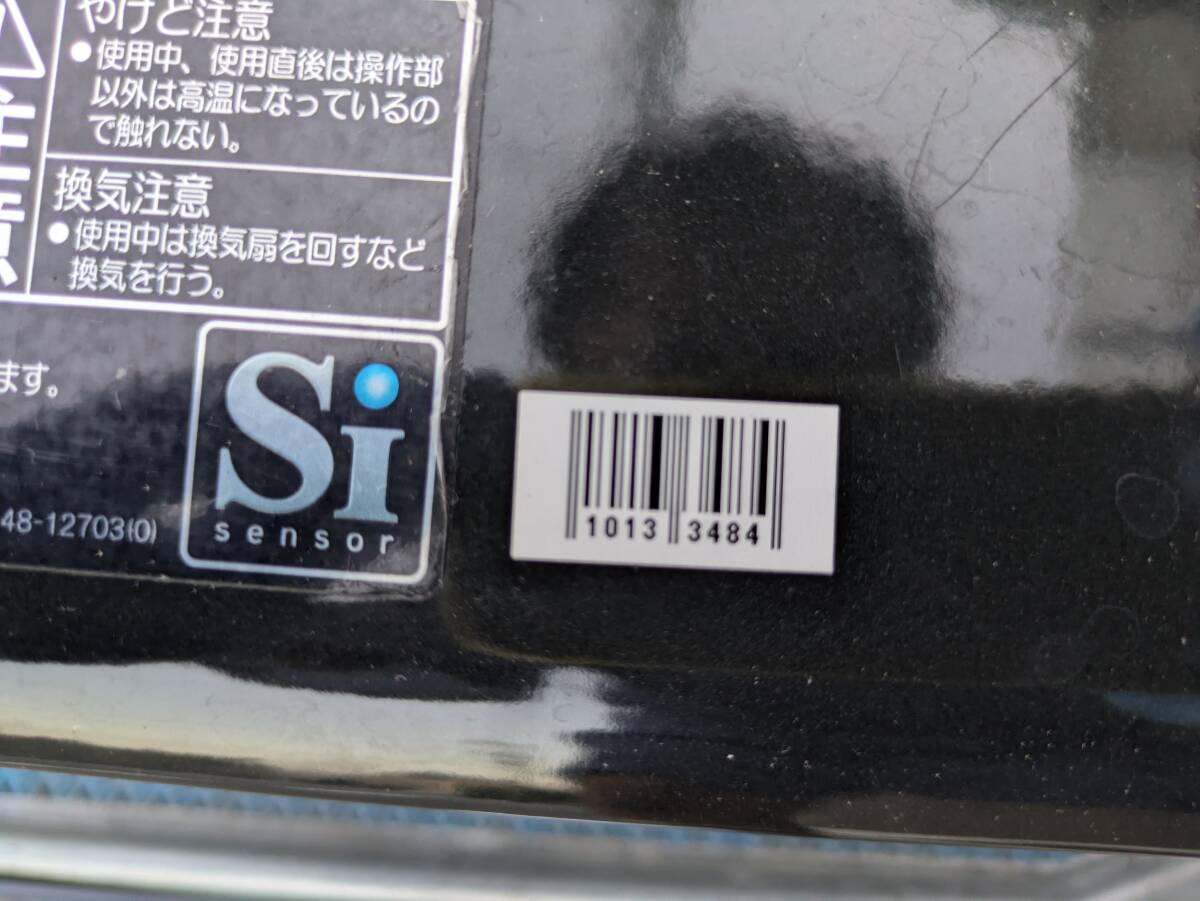 やけど注意
●使用中、使用直後は操作部
以外は高温になっているの
で触れない。
換気注意
●使用中は換気扇を回すなど
換気を行う。
注意
ます。
48-12703(0)
Si
sensor
1013 3484